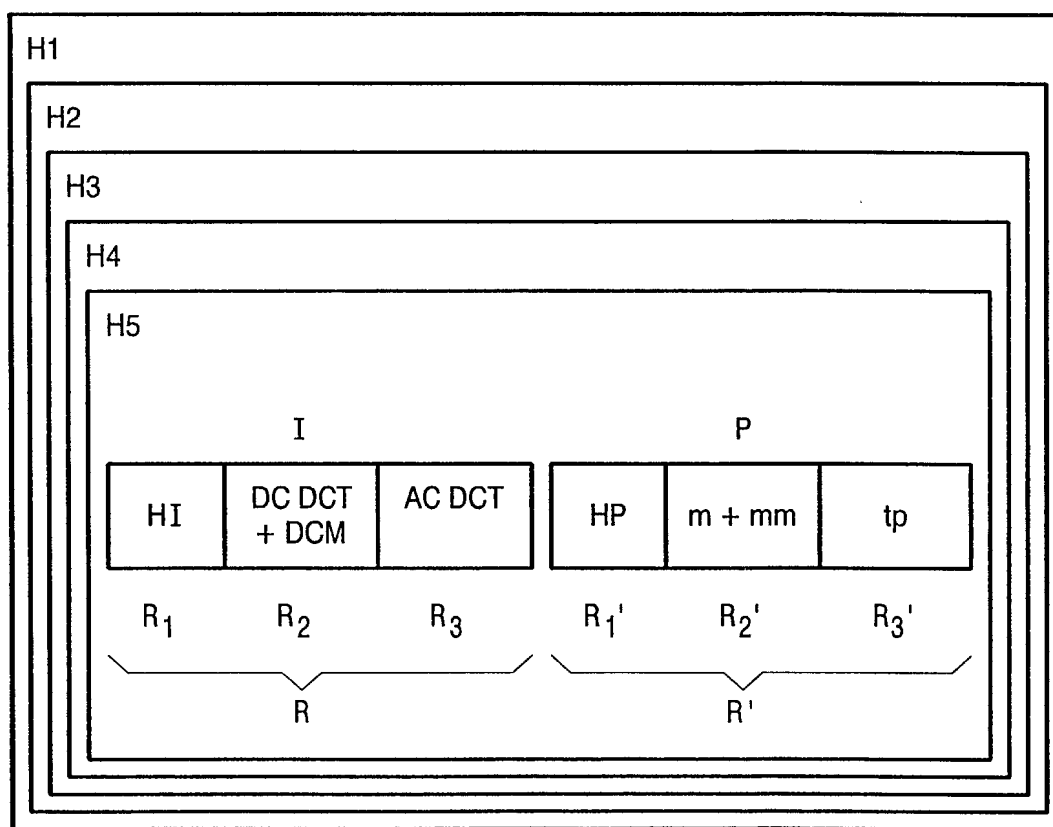 H1
H2
H3
H4
H5
I P
HI DC DCT + DCM AC DCT HP m + mm tp
R1 R2 R3 R1' R2' R3'
R R'